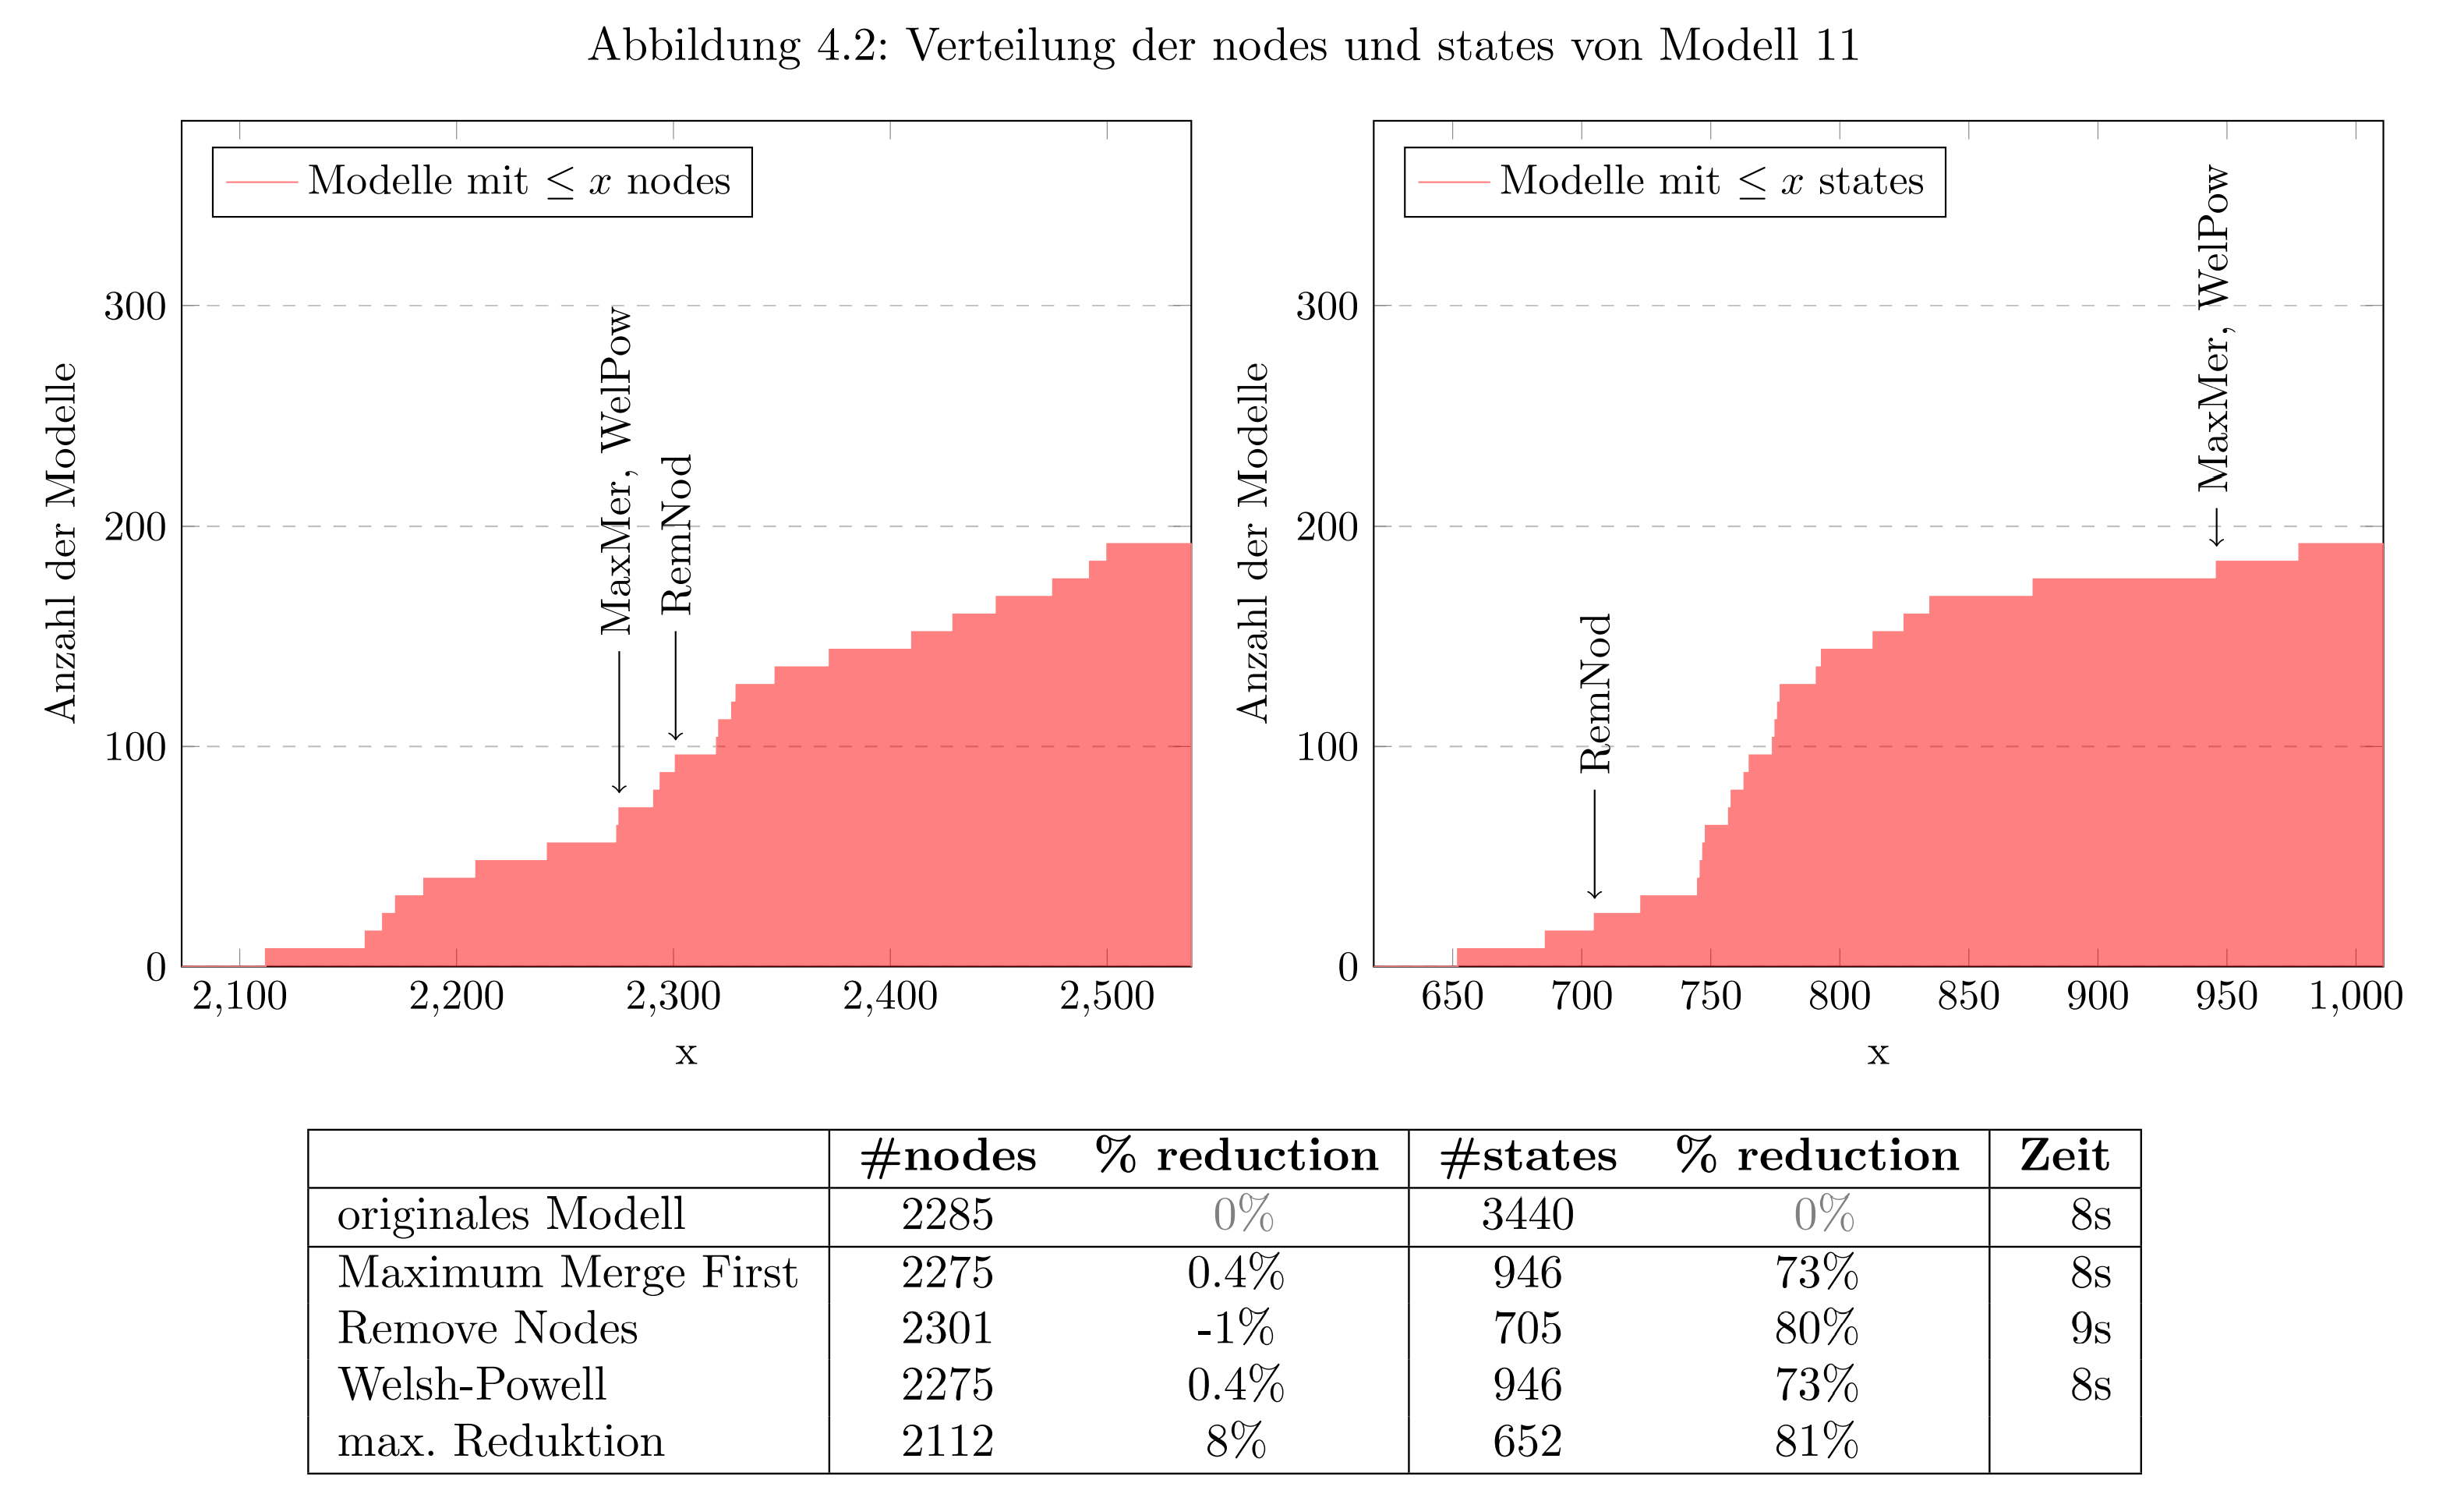 Abbildung 4.2: Verteilung der nodes und states von Modell 11
Modelle mit ≤ x nodes
Anzahl der Modelle
300
200
100
0
MaxMer, WelPow
RemNod
2,100 2,200 2,300 2,400 2,500
x
Modelle mit ≤ x states
Anzahl der Modelle
300
200
100
0
RemNod
MaxMer, WelPow
650 700 750 800 850 900 950 1,000
x
#nodes % reduction #states % reduction Zeit
originales Modell 2285 0% 3440 0% 8s
Maximum Merge First 2275 0.4% 946 73% 8s
Remove Nodes 2301 -1% 705 80% 9s
Welsh-Powell 2275 0.4% 946 73% 8s
max. Reduktion 2112 8% 652 81%